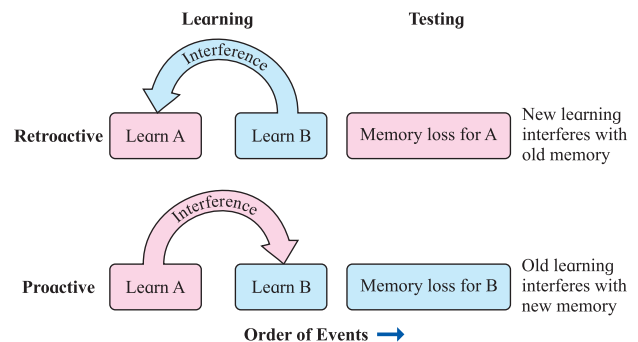 Learning
Testing
Interference
Retroactive
Learn A
Learn B
Memory loss for A
New learning
interferes with
old memory
Interference
Proactive
Learn A
Learn B
Memory loss for B
Old learning
interferes with
new memory
Order of Events